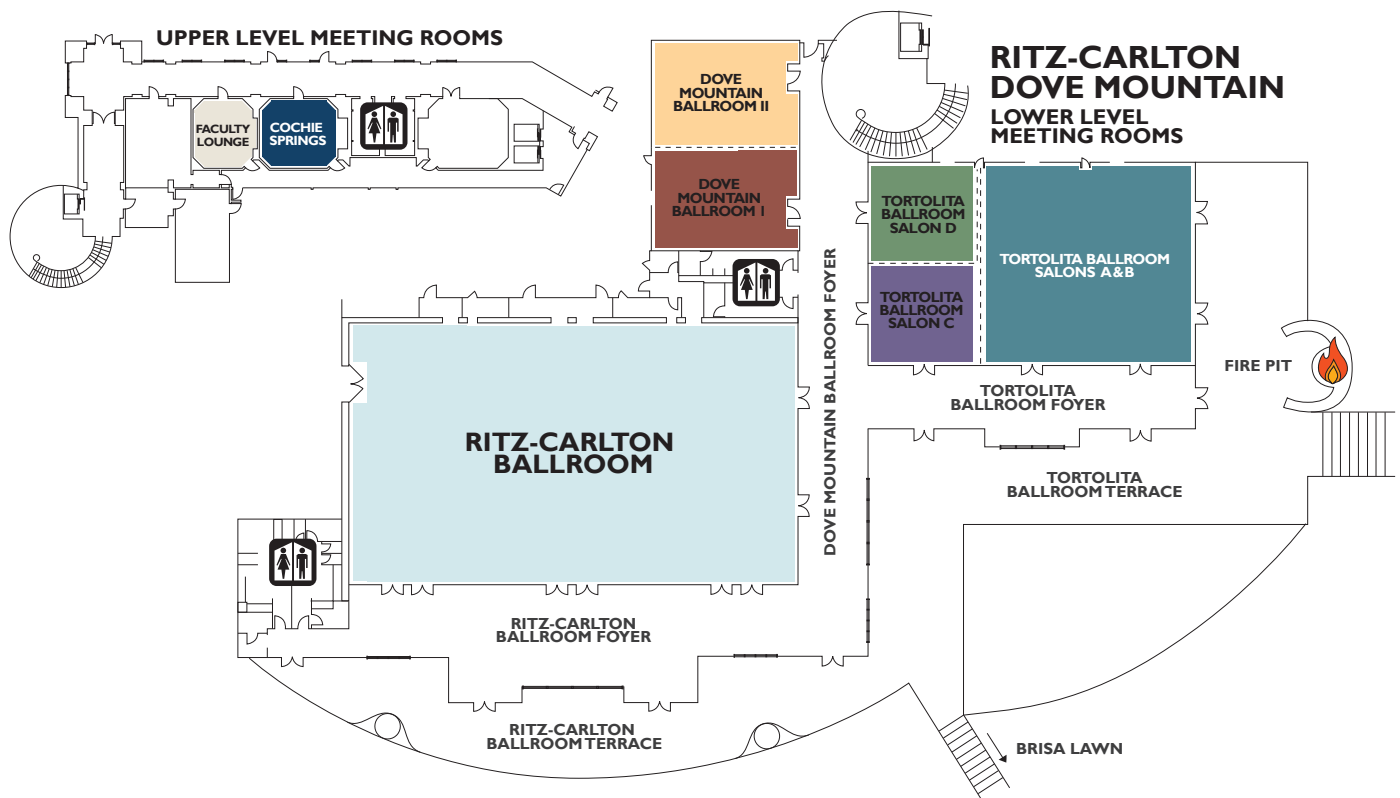 UPPER LEVEL MEETING ROOMS
FACULTY
LOUNGE
COCHIE
SPRINGS
RITZ-CARLTON
DOVE MOUNTAIN
LOWER LEVEL
MEETING ROOMS
DOVE
MOUNTAIN
BALLROOM II
DOVE
MOUNTAIN
BALLROOM I
TORTOLITA
BALLROOM
SALON D
TORTOLITA
BALLROOM
SALON C
TORTOLITA BALLROOM
SALONS A&B
DOVE MOUNTAIN BALLROOM FOYER
FIRE PIT
TORTOLITA
BALLROOM FOYER
TORTOLITA
BALLROOM TERRACE
RITZ-CARLTON
BALLROOM
RITZ-CARLTON
BALLROOM FOYER
RITZ-CARLTON
BALLROOM TERRACE
BRISA LAWN